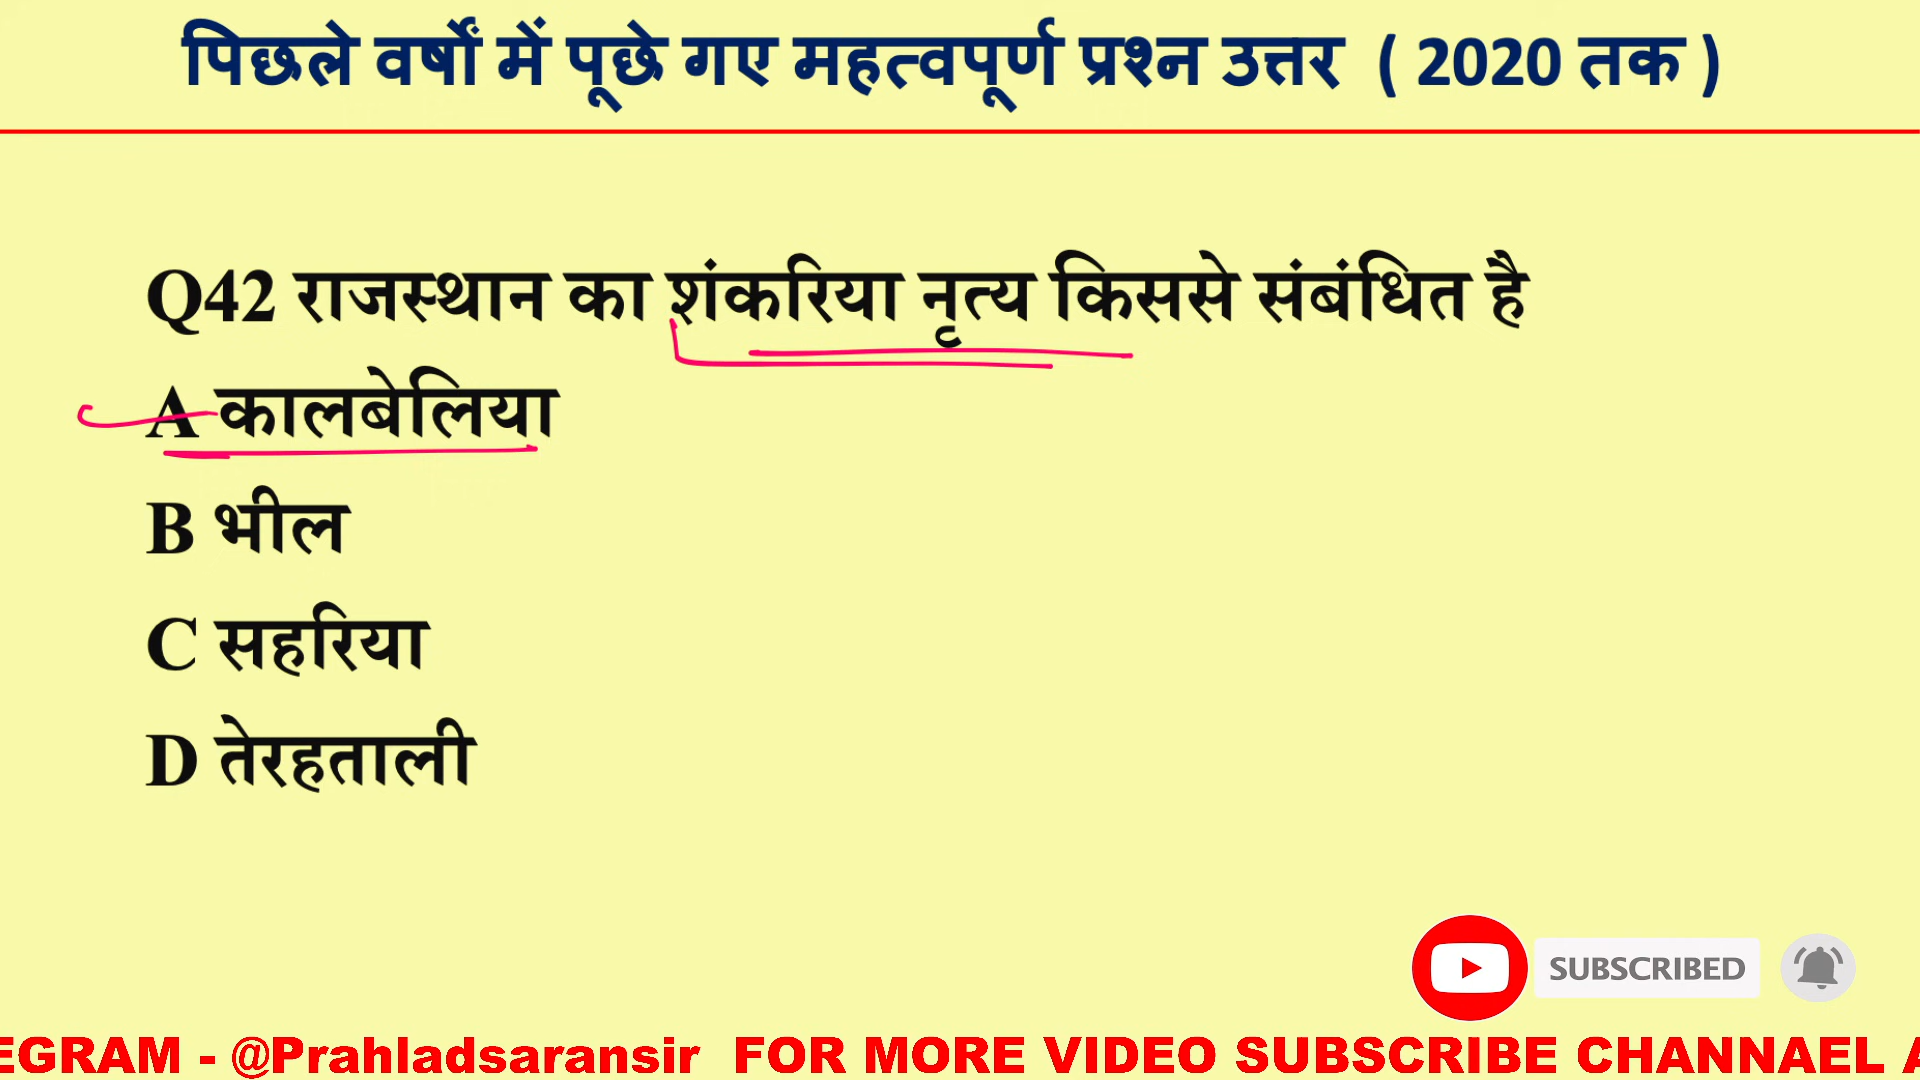 पिछले वर्षों में पूछे गए महत्वपूर्ण प्रश्न उत्तर ( 2020 तक )
Q42 राजस्थान का शंकरिया नृत्य किससे संबंधित है
A कालबेलिया
B भील
C सहरिया
D तेरहताली
SUBSCRIBED
EGRAM - @Prahladsaransir FOR MORE VIDEO SUBSCRIBE CHANNAEL A